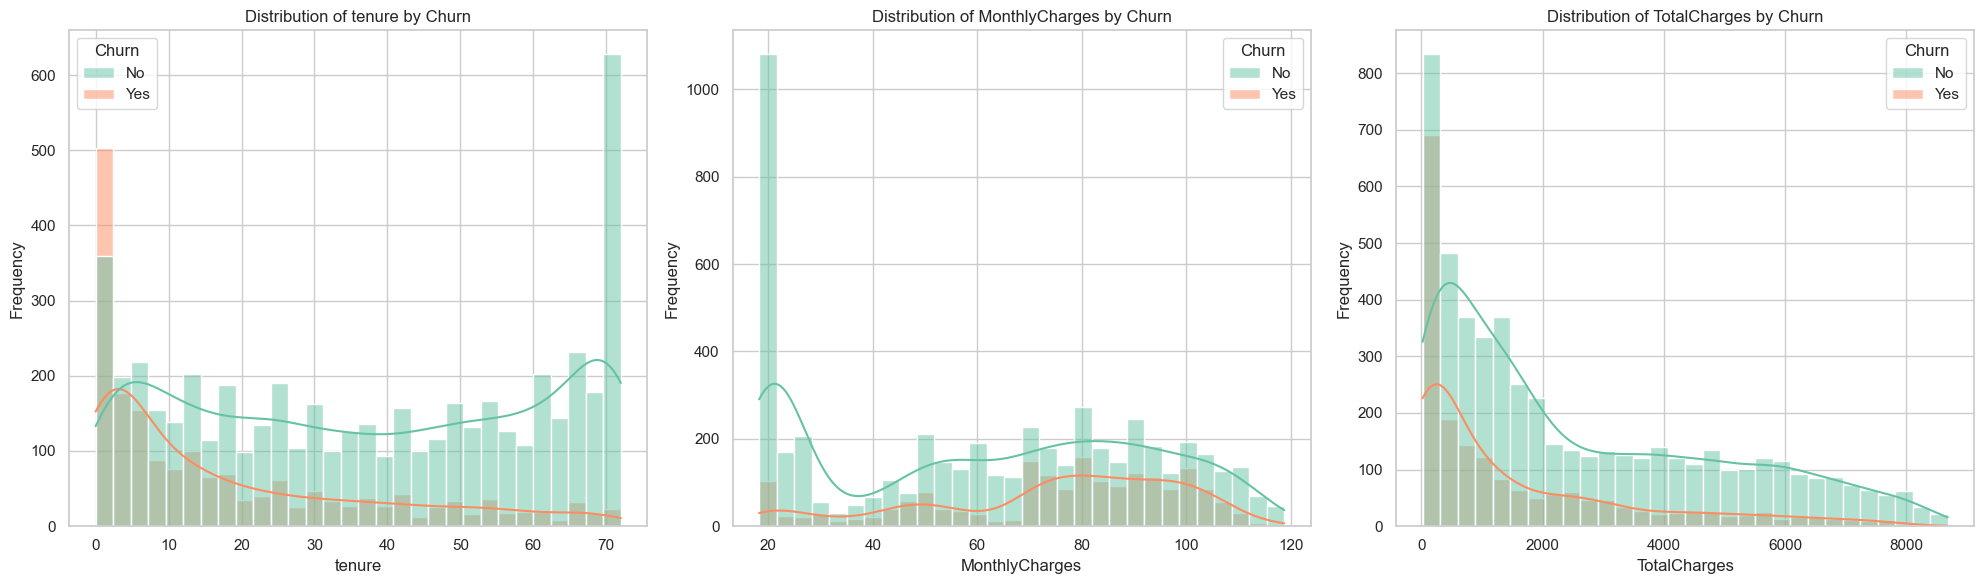 Distribution of tenure by Churn
Churn
No
Yes
Frequency
600
500
400
300
200
100
0
0 10 20 30 40 50 60 70
tenure
Distribution of MonthlyCharges by Churn
Churn
No
Yes
Frequency
1000
800
600
400
200
0
20 40 60 80 100 120
MonthlyCharges
Distribution of TotalCharges by Churn
Churn
No
Yes
Frequency
800
700
600
500
400
300
200
100
0
0 2000 4000 6000 8000
TotalCharges